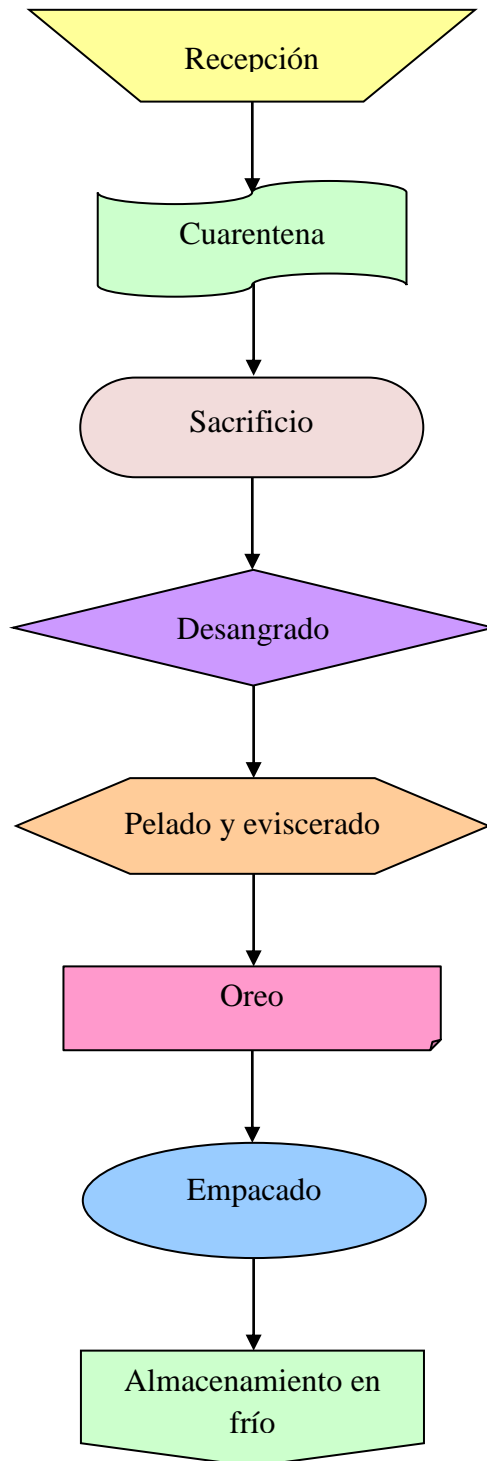 Recepción
Cuarentena
Sacrificio
Desangrado
Pelado y eviscerado
Oreo
Empacado
Almacenamiento en
frío